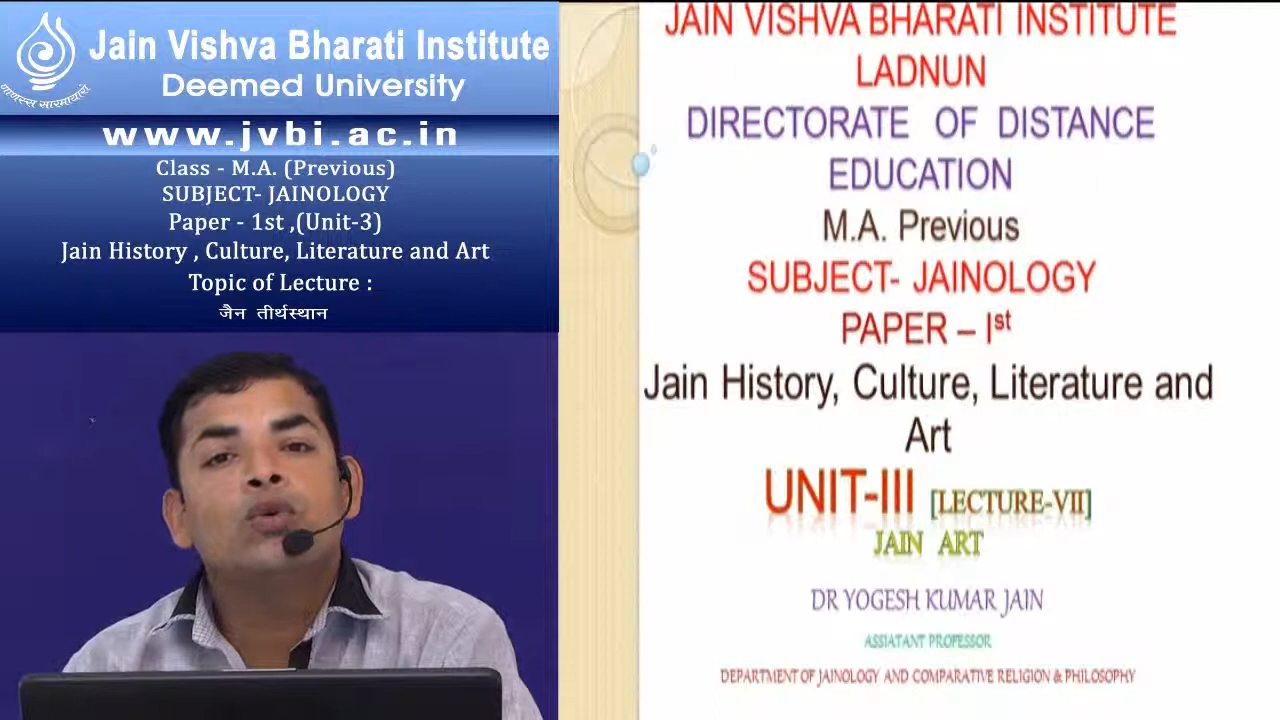 Jain Vishva Bharati Institute
Deemed University
णाणस्स सारमायारो
www.jvbi.ac.in
Class - M.A. (Previous)
SUBJECT- JAINOLOGY
Paper - 1st ,(Unit-3)
Jain History , Culture, Literature and Art
Topic of Lecture :
जैन तीर्थस्थान
JAIN VISHVA BHARATI INSTITUTE
LADNUN
DIRECTORATE OF DISTANCE
EDUCATION
M.A. Previous
SUBJECT- JAINOLOGY
PAPER – Ist
Jain History, Culture, Literature and
Art
UNIT-III [LECTURE-VII]
JAIN ART
DR YOGESH KUMAR JAIN
ASSIATANT PROFESSOR
DEPARTMENT OF JAINOLOGY AND COMPARATIVE RELIGION & PHILOSOPHY